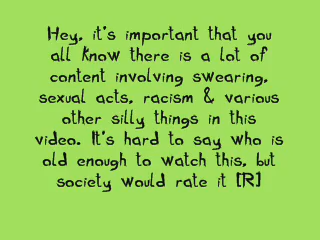 Hey, it's important that you
all know there is a lot of
content involving swearing,
sexual acts, racism & various
other silly things in this
video. It's hard to say who is
old enough to watch this, but
society would rate it [R]